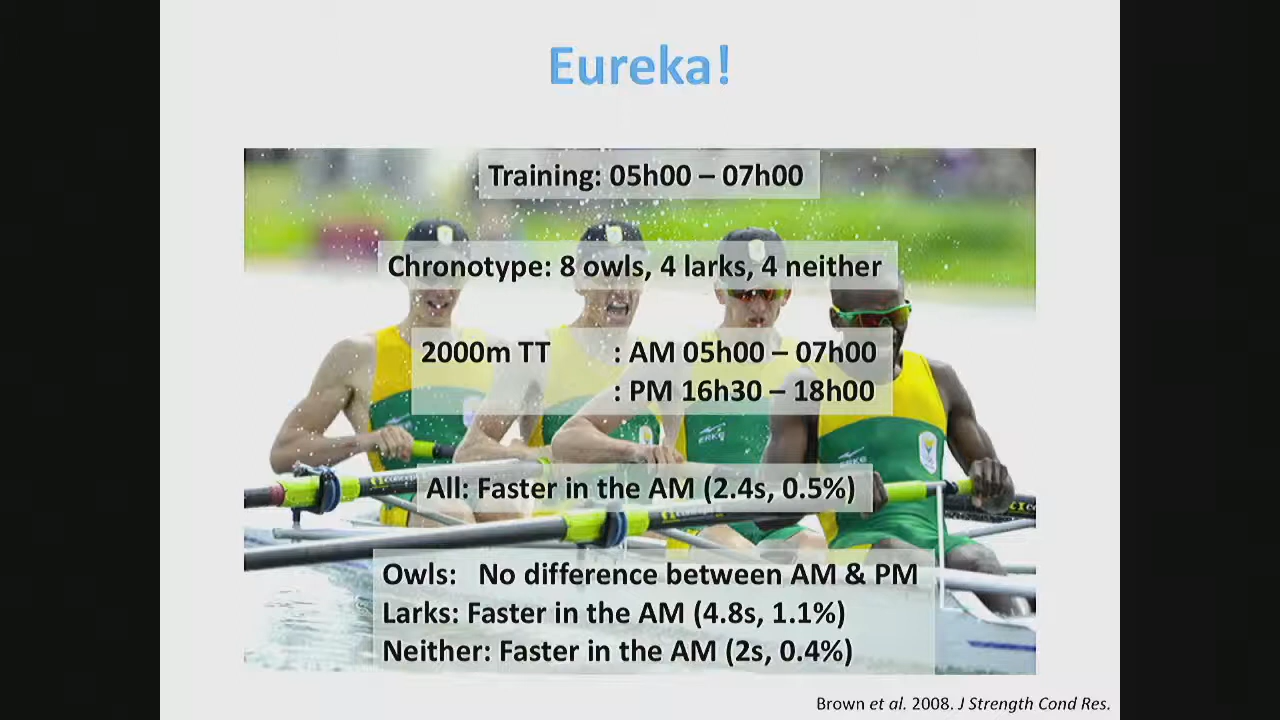 Eureka!
Training: 05h00 – 07h00
Chronotype: 8 owls, 4 larks, 4 neither
2000m TT : AM 05h00 – 07h00
: PM 16h30 – 18h00
ERKE
ERKE
All: Faster in the AM (2.4s, 0.5%)
Owls: No difference between AM & PM
Larks: Faster in the AM (4.8s, 1.1%)
Neither: Faster in the AM (2s, 0.4%)
Brown et al. 2008. J Strength Cond Res.